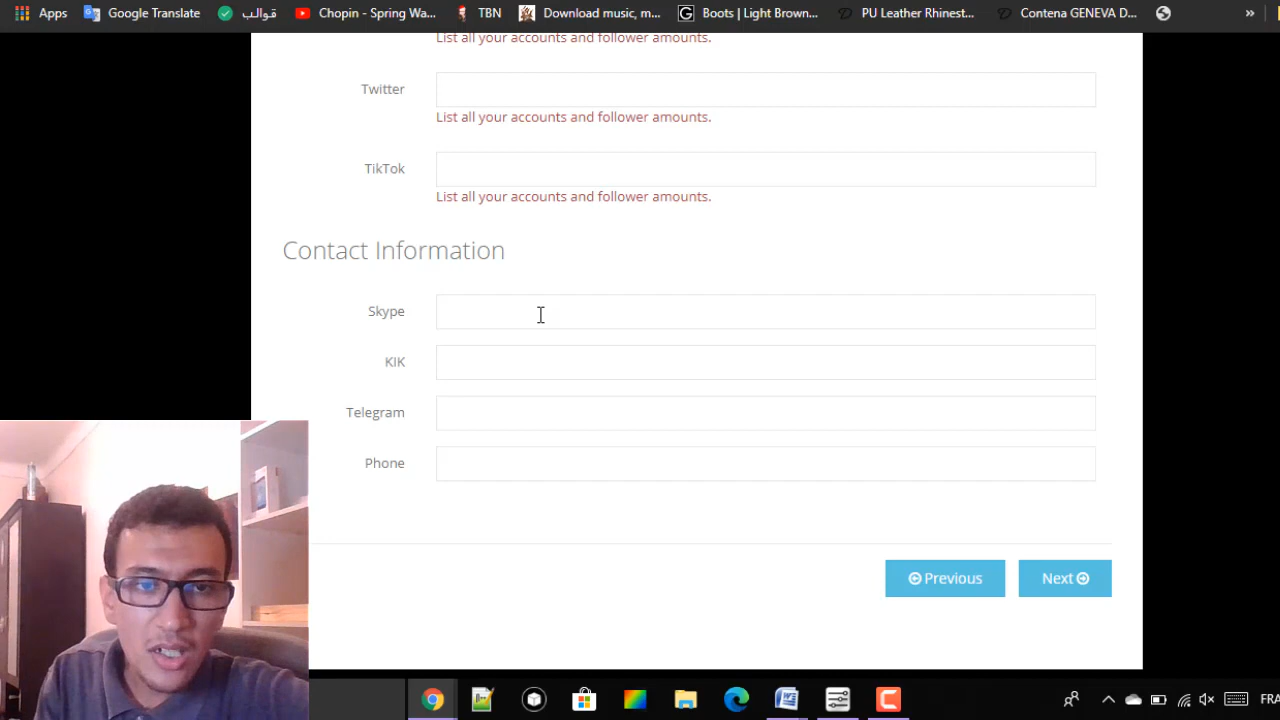 Apps Google Translate قوالب Chopin - Spring Wa... TBN Download music, m... Boots | Light Brown... PU Leather Rhinest... Contena GENEVA D... »
List all your accounts and follower amounts.
Twitter
List all your accounts and follower amounts.
TikTok
List all your accounts and follower amounts.
Contact Information
Skype
KIK
Telegram
Phone
Previous Next
FRA